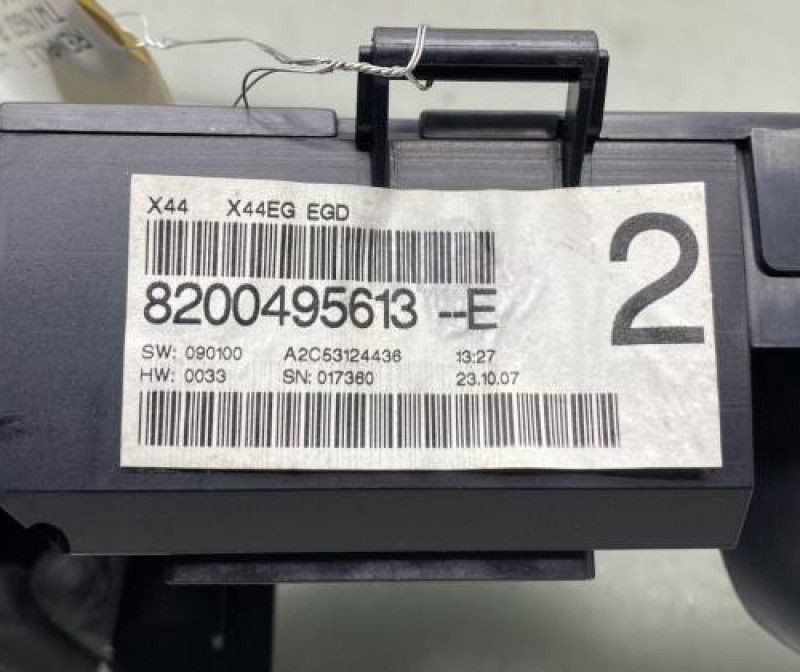 X44 X44EG EGD
2
8200495613 --E
SW: 090100 A2C53124436 13:27
HW: 0033 SN: 017360 23.10.07